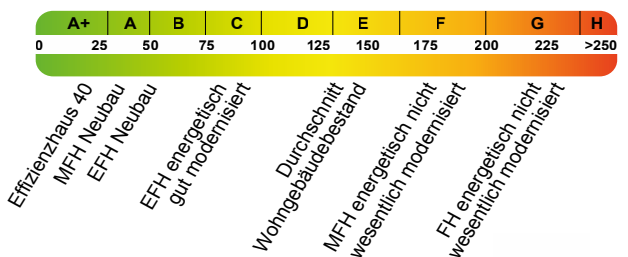 A+ A B C D E F G H
0 25 50 75 100 125 150 175 200 225 >250
Effizienzhaus 40
MFH Neubau
EFH Neubau
EFH energetisch
gut modernisiert
Durchschnitt
Wohngebäudebestand
MFH energetisch nicht
wesentlich modernisiert
FH energetisch nicht
wesentlich modernisiert